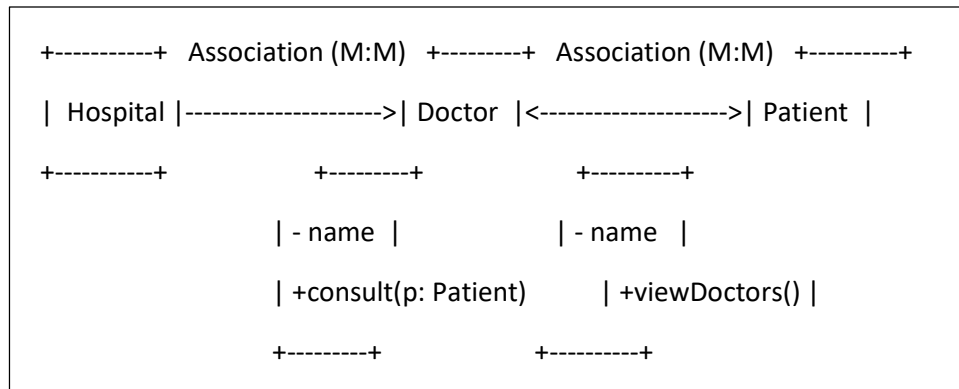 +-----------+ Association (M:M) +---------+ Association (M:M) +----------+
| Hospital |---------------------->| Doctor |<--------------------->| Patient |
+-----------+ +---------+ +----------+
| - name | | - name |
| +consult(p: Patient) | +viewDoctors() |
+---------+ +----------+